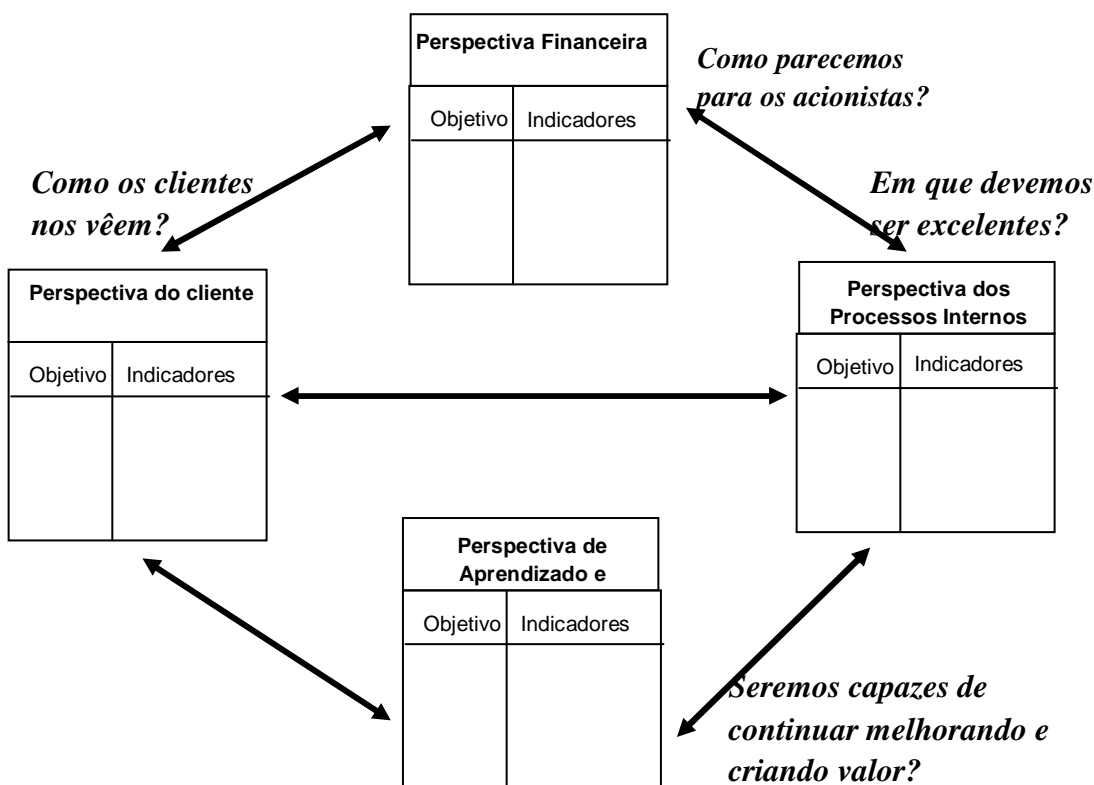 Perspectiva Financeira
Objetivo Indicadores
Como parecemos
para os acionistas?
Como os clientes
nos vêem?
Em que devemos
ser excelentes?
Perspectiva do cliente
Objetivo Indicadores
Perspectiva dos
Processos Internos
Objetivo Indicadores
Perspectiva de
Aprendizado e
Objetivo Indicadores
Seremos capazes de
continuar melhorando e
criando valor?